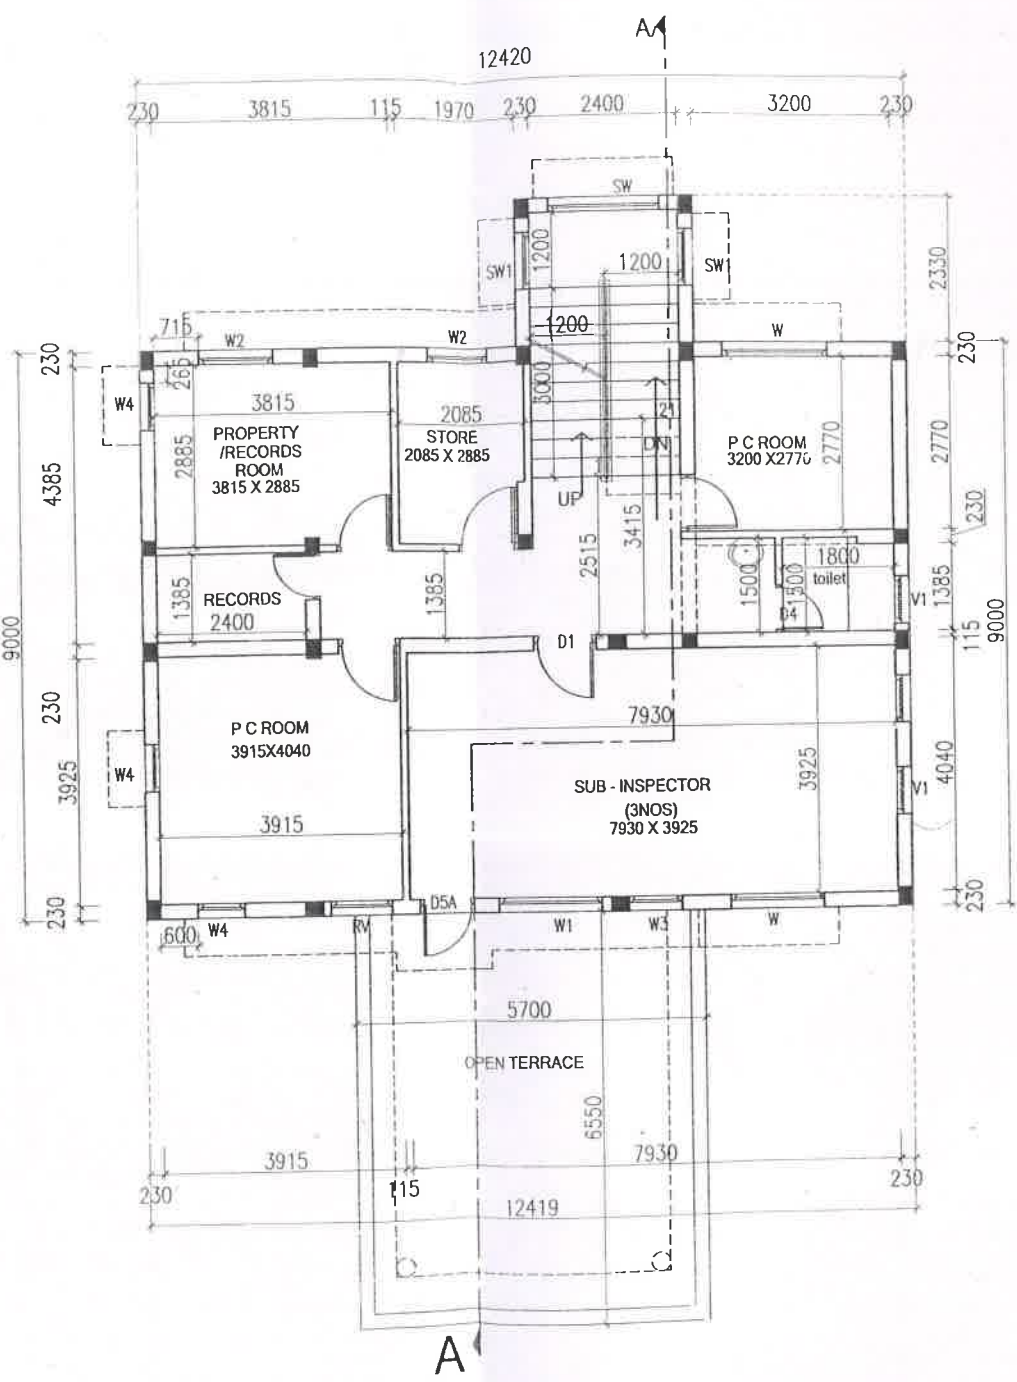 A
12420
230 3815 115 1970 230 2400 3200 230
SW
SW1 1200 1200 SW1 2330
715 W2 W2 1200 W
230 265 230
W4 3815 2085 3000 21
PROPERTY
/RECORDS
ROOM
3815 X 2885
STORE
2085 X 2885
DN
P C ROOM
3200 X2770
2770 2770
4385 2885
UP 3415 230
2515
1385 RECORDS 1385
2400
1500 1500 1800
toilet
D4 V1 1385
9000 9000
D1 115
230
P C ROOM
3915X4040
7930
W4 3925
SUB - INSPECTOR
(3NOS)
7930 X 3925
3925 4040
V1
3915
230 D5A 230
600 W4 RV W1 W3 W
5700
OPEN TERRACE
6550
3915 7930
230 115 230
12419
A